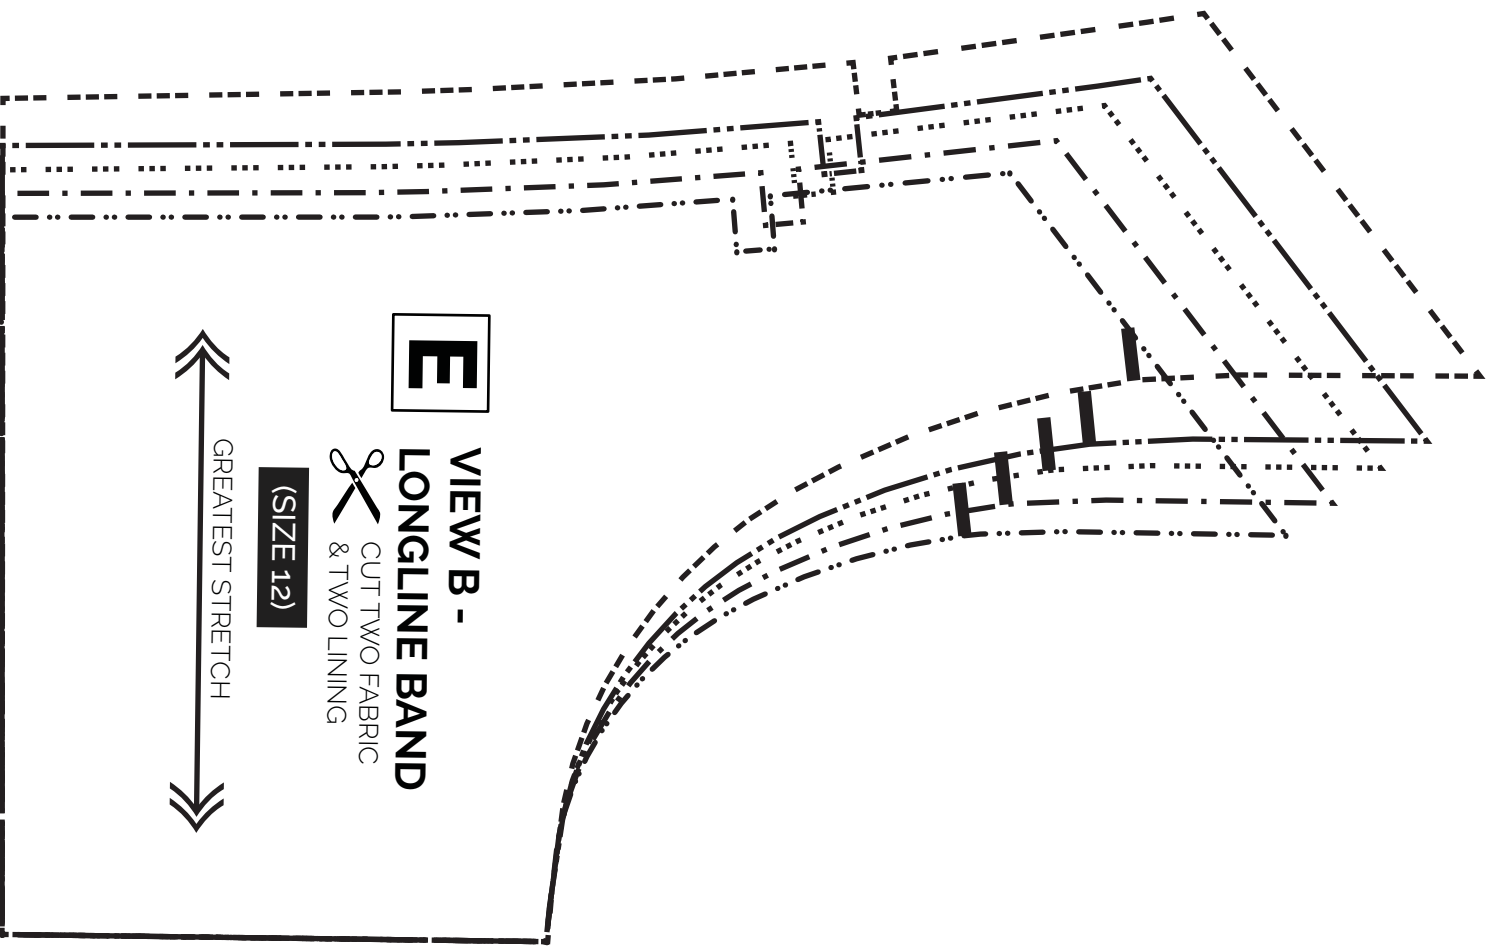 E
VIEW B -
LONGLINE BAND
CUT TWO FABRIC
& TWO LINING
(SIZE 12)
GREATEST STRETCH